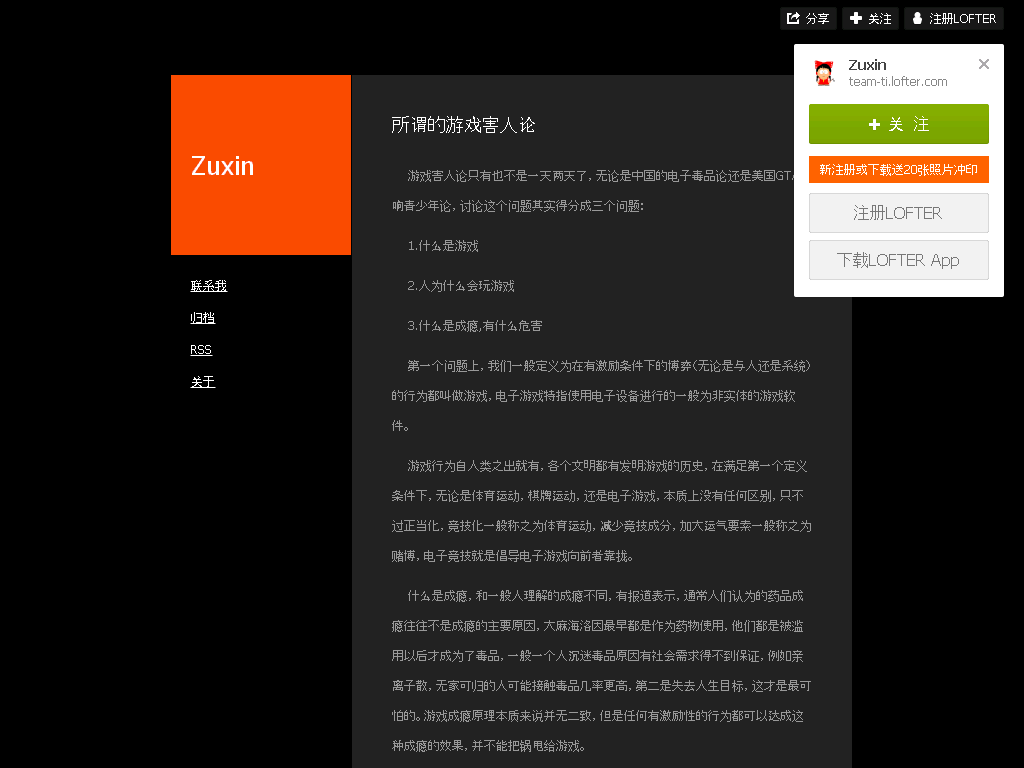 分享
关注
注册LOFTER
Zuxin
team-ti.lofter.com
关 注
新注册或下载送20张照片冲印
注册LOFTER
下载LOFTER App
Zuxin
联系我
归档
RSS
关于
所谓的游戏害人论
游戏害人论只有也不是一天两天了, 无论是中国的电子毒品论还是美国GTA
响青少年论, 讨论这个问题其实得分成三个问题:
1.什么是游戏
2.人为什么会玩游戏
3.什么是成瘾,有什么危害
第一个问题上, 我们一般定义为在有激励条件下的博弈(无论是与人还是系统)
的行为都叫做游戏, 电子游戏特指使用电子设备进行的一般为非实体的游戏软
件。
游戏行为自人类之出就有, 各个文明都有发明游戏的历史, 在满足第一个定义
条件下, 无论是体育运动, 棋牌运动, 还是电子游戏, 本质上没有任何区别, 只不
过正当化, 竞技化一般称之为体育运动, 减少竞技成分, 加大运气要素一般称之为
赌博, 电子竞技就是倡导电子游戏向前者靠拢。
什么是成瘾, 和一般人理解的成瘾不同, 有报道表示, 通常人们认为的药品成
瘾往往不是成瘾的主要原因, 大麻海洛因最早都是作为药物使用, 他们都是被滥
用以后才成为了毒品, 一般一个人沉迷毒品原因有社会需求得不到保证, 例如亲
离子散, 无家可归的人可能接触毒品几率更高, 第二是失去人生目标, 这才是最可
怕的。游戏成瘾原理本质来说并无二致, 但是任何有激励性的行为都可以达成这
种成瘾的效果, 并不能把锅甩给游戏。